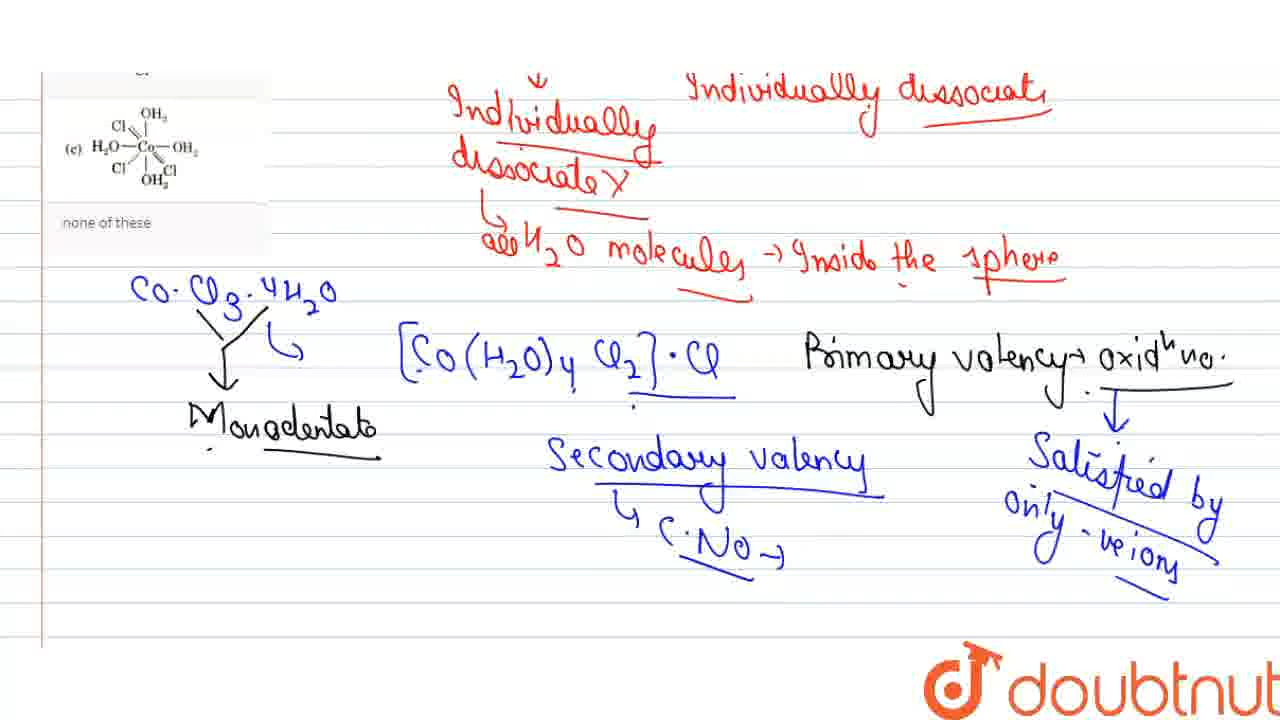 OH₂
Cl
(c) H₂O—Co—OH₂
Cl Cl
OH₂
none of these
Individually
dissociate X
Individually dissociate
all H₂O molecules → Inside the sphere
Co.Cl₃.4H₂O
Monodentate
[Co(H₂O)₄ Cl₂].Cl
Primary valency → oxidⁿ no.
Satisfied by
only -ve ions
Secondary valency
C.No →
doubtnut